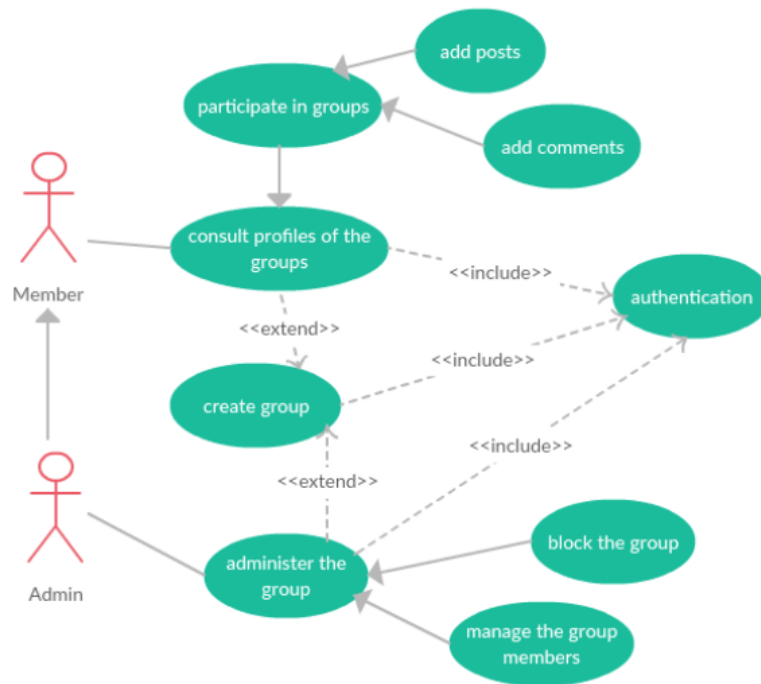 add posts
participate in groups
add comments
consult profiles of the
groups
<<include>>
authentication
Member
<<extend>>
<<include>>
create group
<<include>>
<<extend>>
block the group
administer the
group
Admin
manage the group
members